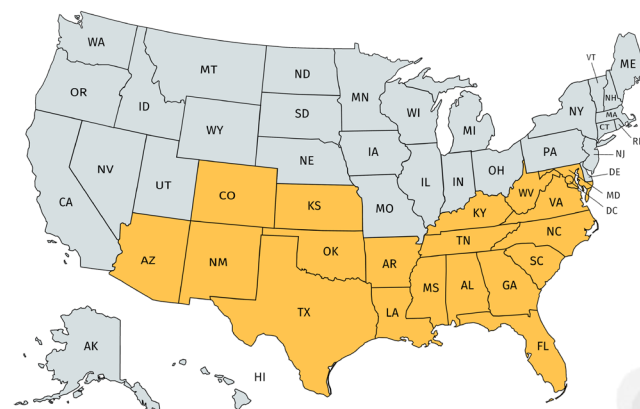 WA
MT
ND
MN
OR
ID
SD
WI
MI
WY
VT
ME
NH
NY
MA
CT
RI
NV
UT
NE
IA
PA
NJ
IL
IN
OH
DE
CA
CO
KS
MO
KY
WV
VA
MD
DC
AZ
NM
OK
AR
TN
NC
SC
TX
LA
MS
AL
GA
FL
AK
HI